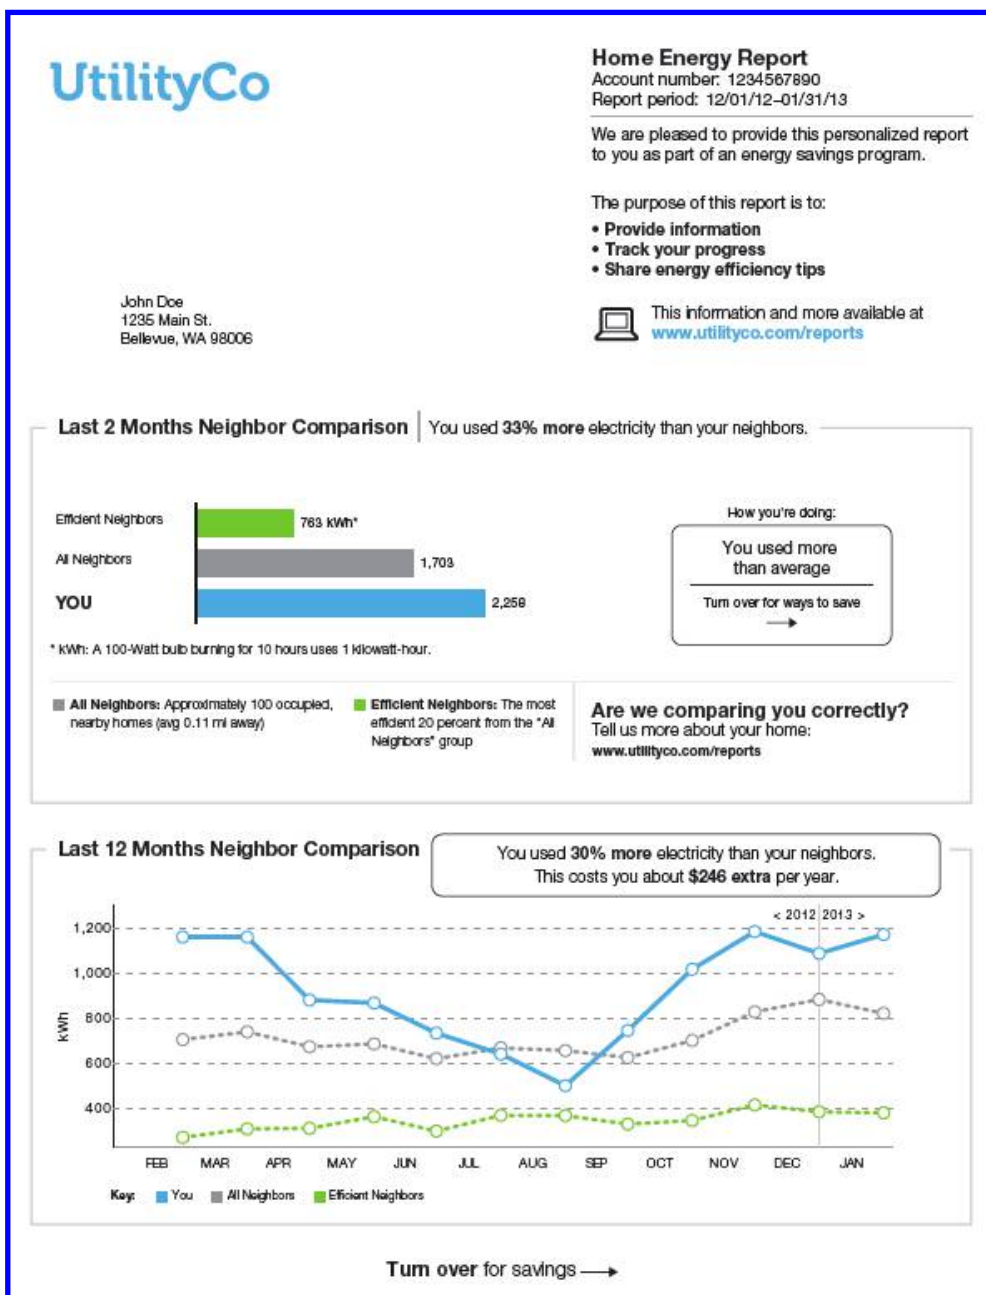 UtilityCo
Home Energy Report
Account number: 1234567890
Report period: 12/01/12–01/31/13
We are pleased to provide this personalized report
to you as part of an energy savings program.
The purpose of this report is to:
• Provide information
• Track your progress
• Share energy efficiency tips
This information and more available at
www.utilityco.com/reports
John Doe
1235 Main St.
Bellevue, WA 98006
Last 2 Months Neighbor Comparison | You used 33% more electricity than your neighbors.
Efficient Neighbors 763 kWh*
All Neighbors 1,703
YOU 2,258
* kWh: A 100-Watt bulb burning for 10 hours uses 1 kilowatt-hour.
How you're doing:
You used more
than average
Turn over for ways to save
All Neighbors: Approximately 100 occupied,
nearby homes (avg 0.11 mi away)
Efficient Neighbors: The most
efficient 20 percent from the "All
Neighbors" group
Are we comparing you correctly?
Tell us more about your home:
www.utilityco.com/reports
Last 12 Months Neighbor Comparison
You used 30% more electricity than your neighbors.
This costs you about $246 extra per year.
< 2012 2013 >
1,200
1,000
800
600
400
kWh
FEB MAR APR MAY JUN JUL AUG SEP OCT NOV DEC JAN
Key: You All Neighbors Efficient Neighbors
Turn over for savings